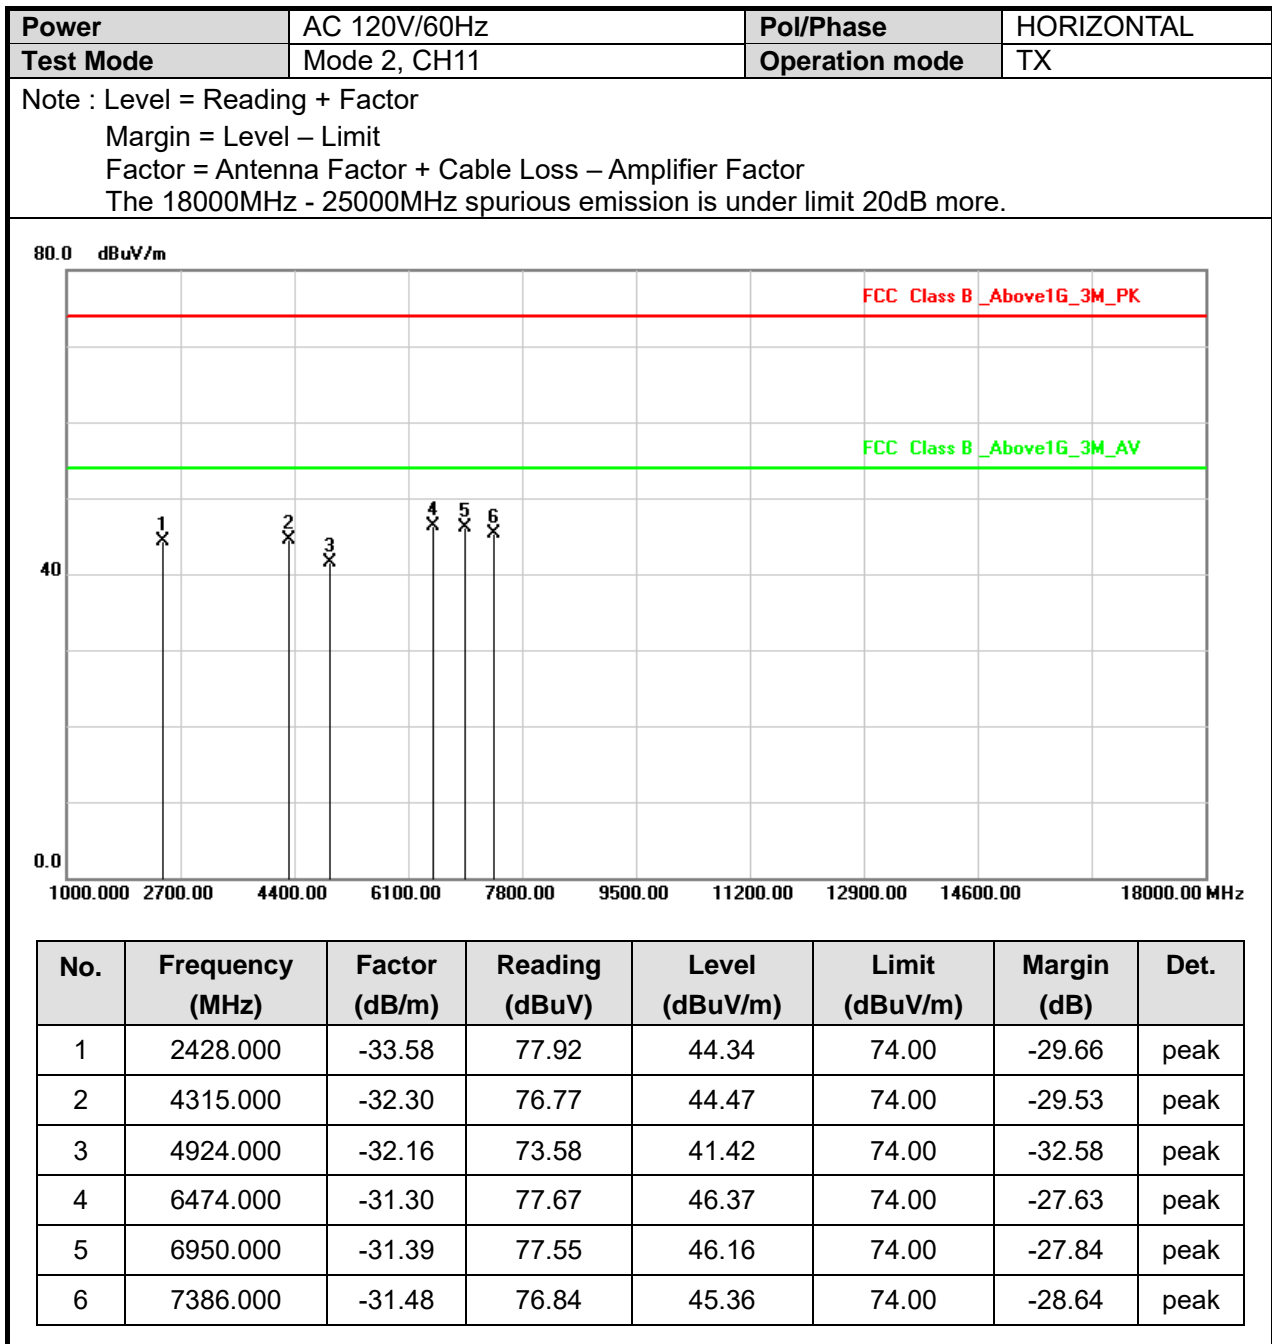 Power AC 120V/60Hz Pol/Phase HORIZONTAL
Test Mode Mode 2, CH11 Operation mode TX
Note : Level = Reading + Factor
Margin = Level – Limit
Factor = Antenna Factor + Cable Loss – Amplifier Factor
The 18000MHz - 25000MHz spurious emission is under limit 20dB more.
80.0 dBuV/m
FCC Class B _Above1G_3M_PK
FCC Class B _Above1G_3M_AV
1 2 3 4 5 6
40
0.0
1000.000 2700.00 4400.00 6100.00 7800.00 9500.00 11200.00 12900.00 14600.00 18000.00 MHz
No. Frequency Factor Reading Level Limit Margin Det.
(MHz) (dB/m) (dBuV) (dBuV/m) (dBuV/m) (dB)
1 2428.000 -33.58 77.92 44.34 74.00 -29.66 peak
2 4315.000 -32.30 76.77 44.47 74.00 -29.53 peak
3 4924.000 -32.16 73.58 41.42 74.00 -32.58 peak
4 6474.000 -31.30 77.67 46.37 74.00 -27.63 peak
5 6950.000 -31.39 77.55 46.16 74.00 -27.84 peak
6 7386.000 -31.48 76.84 45.36 74.00 -28.64 peak